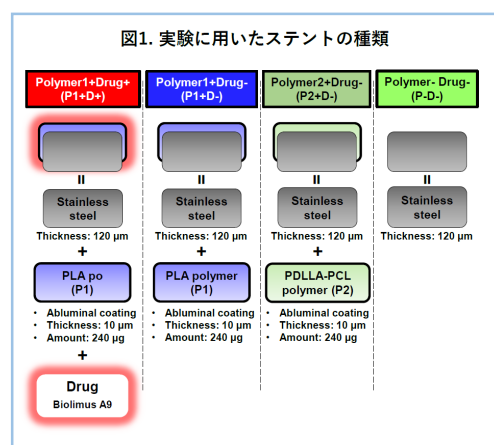 図1. 実験に用いたステントの種類
Polymer1+Drug+
(P1+D+)
Polymer1+Drug-
(P1+D-)
Polymer2+Drug-
(P2+D-)
Polymer- Drug-
(P-D-)
=
=
=
=
Stainless
steel
Stainless
steel
Stainless
steel
Stainless
steel
Thickness: 120 μm
Thickness: 120 μm
Thickness: 120 μm
Thickness: 120 μm
+
+
+
PLA po
(P1)
PLA polymer
(P1)
PDLLA-PCL
polymer (P2)
• Abluminal coating
• Thickness: 10 μm
• Amount: 240 μg
• Abluminal coating
• Thickness: 10 μm
• Amount: 240 μg
• Abluminal coating
• Thickness: 10 μm
• Amount: 240 μg
+
Drug
Biolimus A9